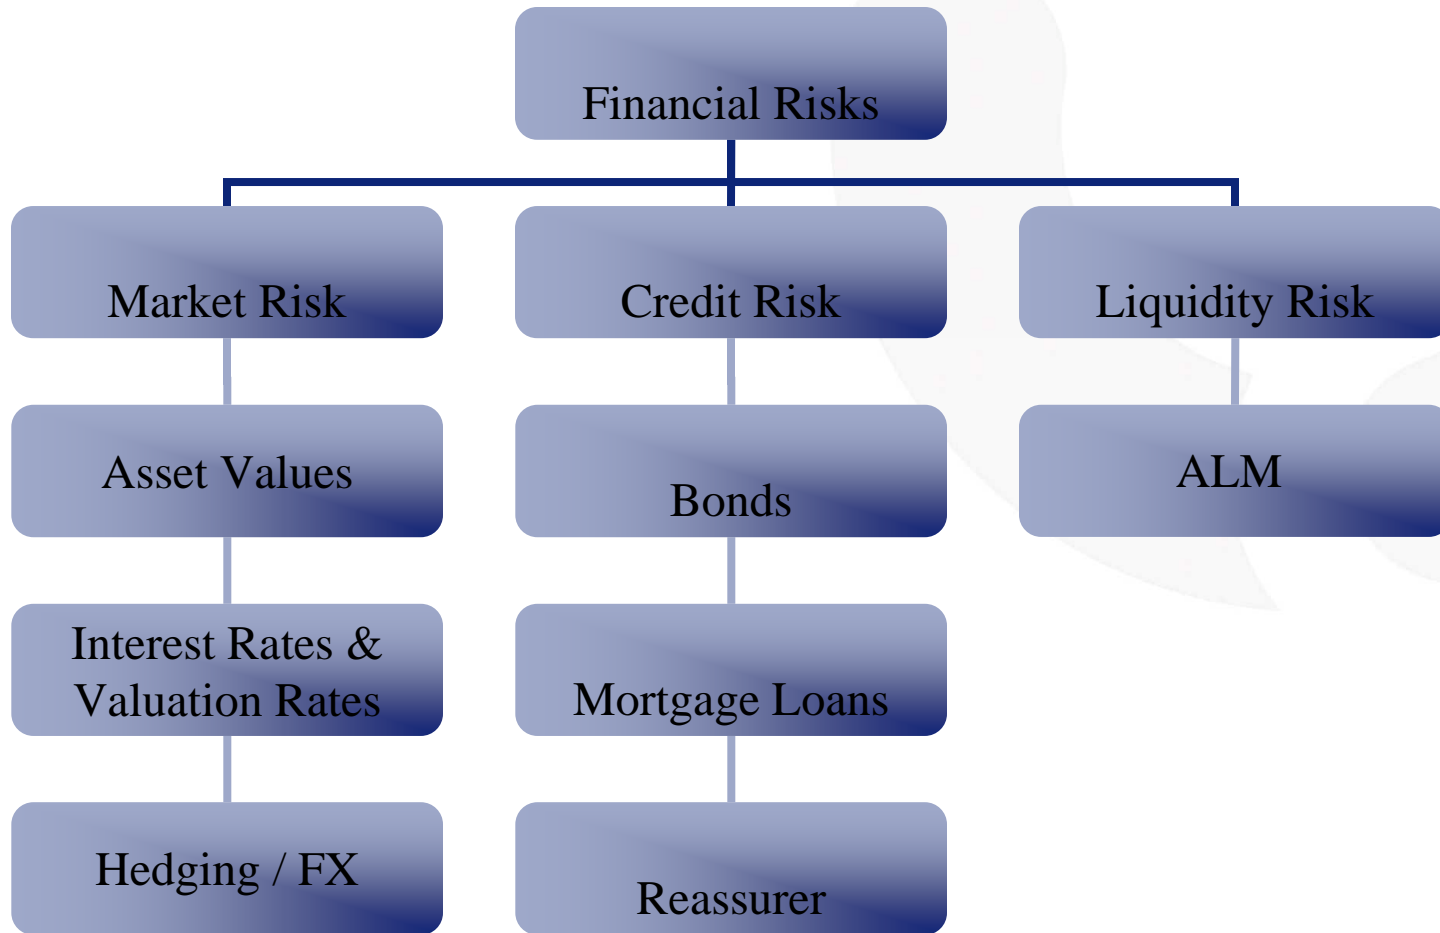 Financial Risks
Market Risk
Credit Risk
Liquidity Risk
Asset Values
Bonds
ALM
Interest Rates &
Valuation Rates
Mortgage Loans
Hedging / FX
Reassurer